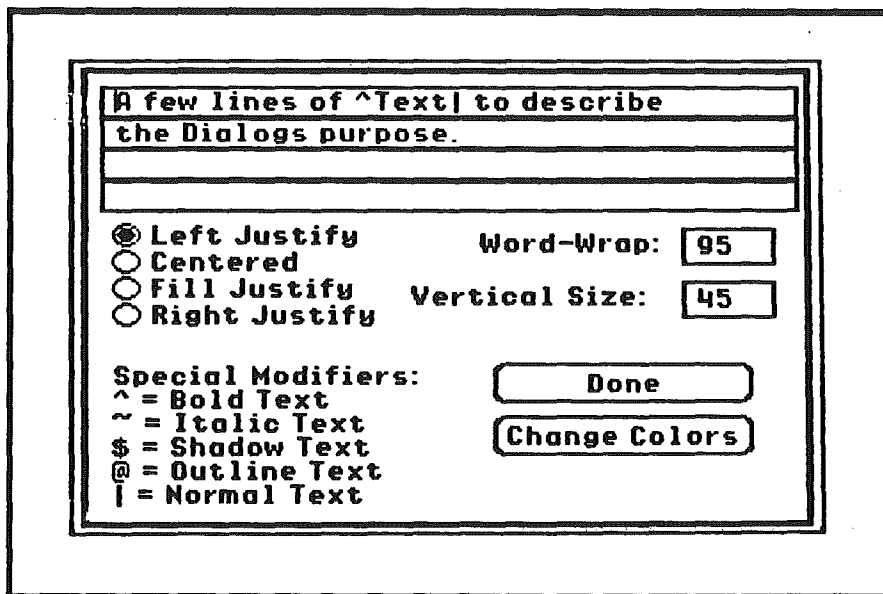 A few lines of ^Text| to describe
the Dialogs purpose.
Left Justify
Centered
Fill Justify
Right Justify
Word-Wrap: 95
Vertical Size: 45
Special Modifiers:
^ = Bold Text
~ = Italic Text
$ = Shadow Text
@ = Outline Text
| = Normal Text
Done
Change Colors